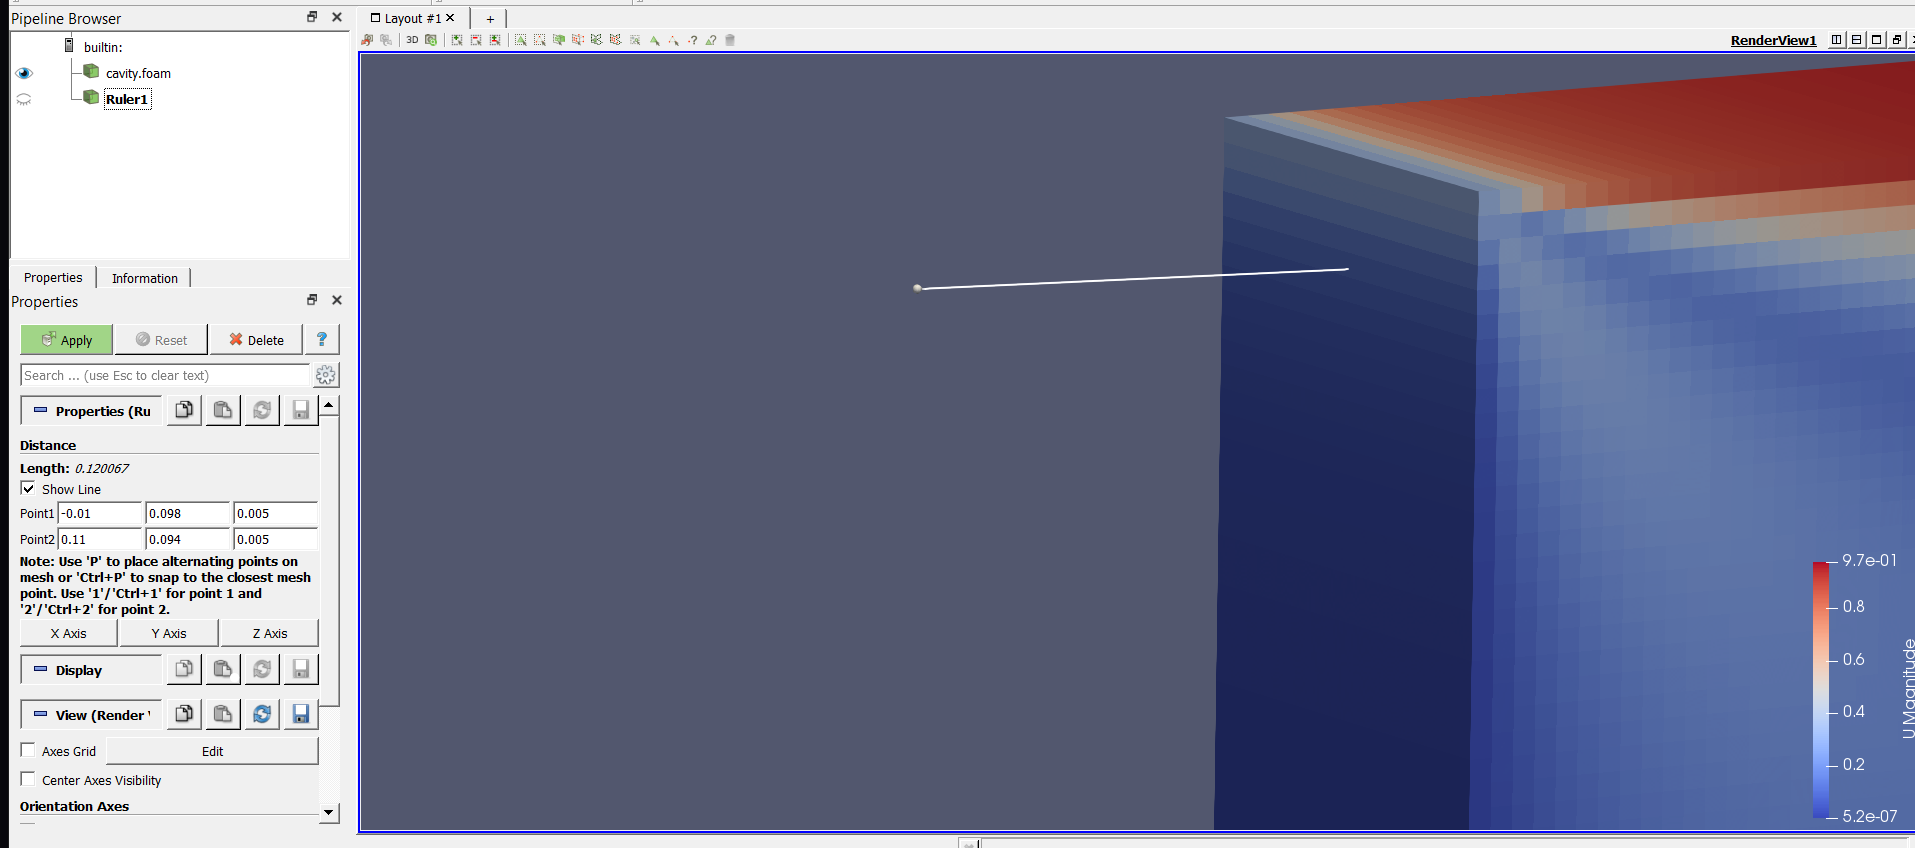 Pipeline Browser
builtin:
cavity.foam
Ruler1
Properties
Information
Properties
Apply
Reset
Delete
?
Search ... (use Esc to clear text)
Properties (Ru
Distance
Length: 0.120067
Show Line
Point1 -0.01 0.098 0.005
Point2 0.11 0.094 0.005
Note: Use 'P' to place alternating points on
mesh or 'Ctrl+P' to snap to the closest mesh
point. Use '1'/'Ctrl+1' for point 1 and
'2'/'Ctrl+2' for point 2.
X Axis
Y Axis
Z Axis
Display
View (Render
Axes Grid
Edit
Center Axes Visibility
Orientation Axes
Layout #1
+
3D
RenderView1
9.7e-01
0.8
0.6
0.4
0.2
5.2e-07
U Magnitude